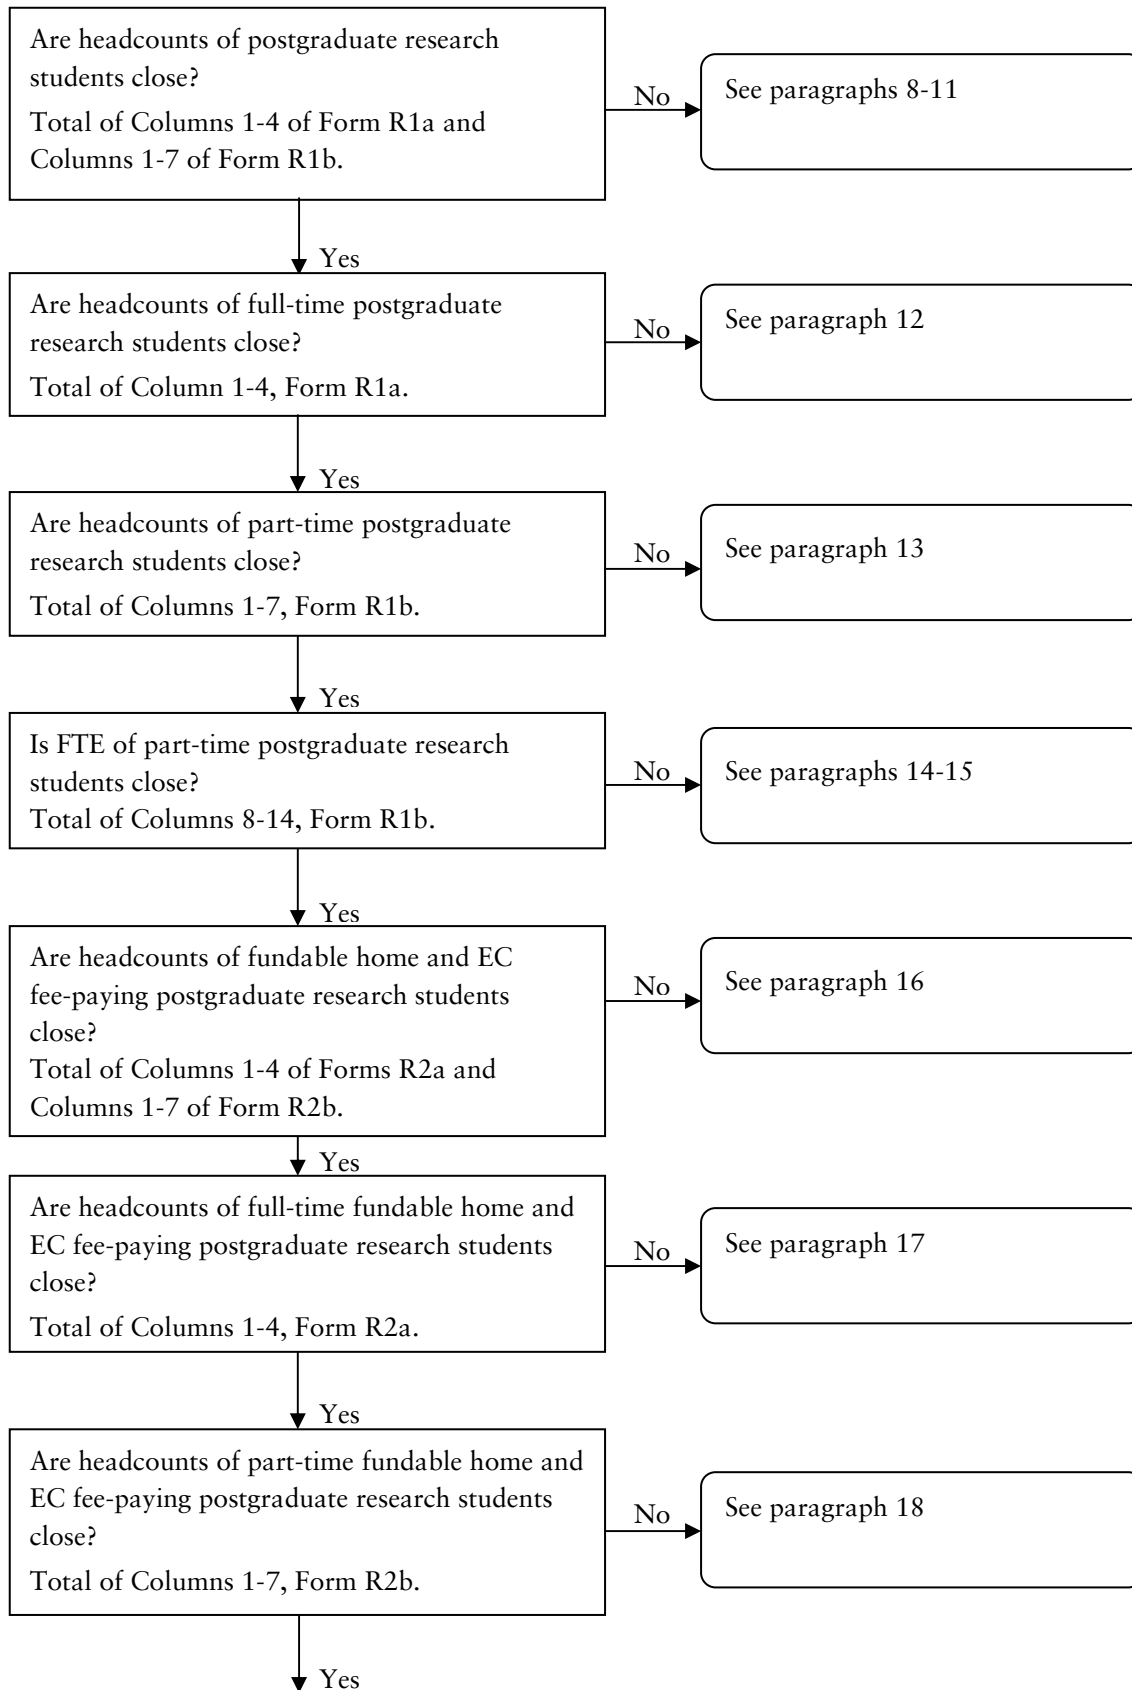 Are headcounts of postgraduate research
students close?
Total of Columns 1-4 of Form R1a and
Columns 1-7 of Form R1b.
No
See paragraphs 8-11
Yes
Are headcounts of full-time postgraduate
research students close?
Total of Column 1-4, Form R1a.
No
See paragraph 12
Yes
Are headcounts of part-time postgraduate
research students close?
Total of Columns 1-7, Form R1b.
No
See paragraph 13
Yes
Is FTE of part-time postgraduate research
students close?
Total of Columns 8-14, Form R1b.
No
See paragraphs 14-15
Yes
Are headcounts of fundable home and EC
fee-paying postgraduate research students
close?
Total of Columns 1-4 of Forms R2a and
Columns 1-7 of Form R2b.
No
See paragraph 16
Yes
Are headcounts of full-time fundable home and
EC fee-paying postgraduate research students
close?
Total of Columns 1-4, Form R2a.
No
See paragraph 17
Yes
Are headcounts of part-time fundable home and
EC fee-paying postgraduate research students
close?
Total of Columns 1-7, Form R2b.
No
See paragraph 18
Yes